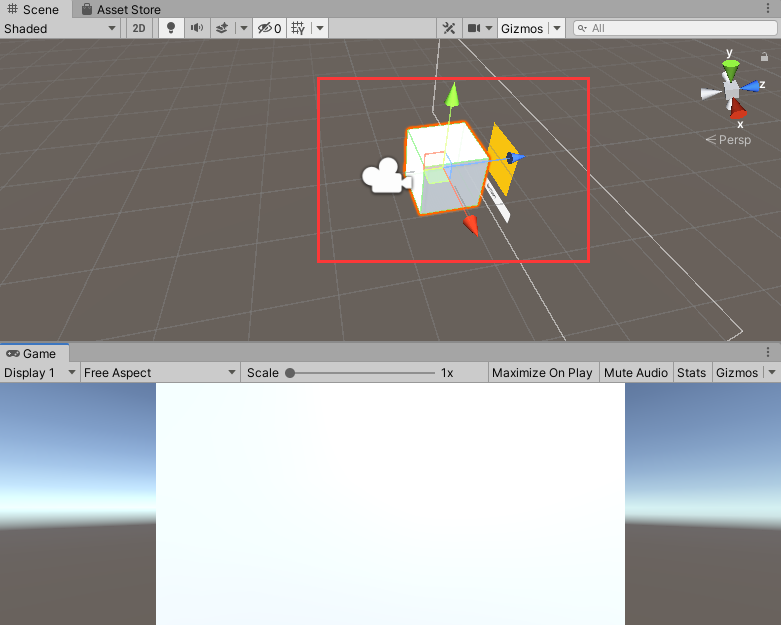 Scene Asset Store
Shaded 2D 0 Gizmos All
y
z
x
Persp
Game
Display 1 Free Aspect Scale 1x Maximize On Play Mute Audio Stats Gizmos